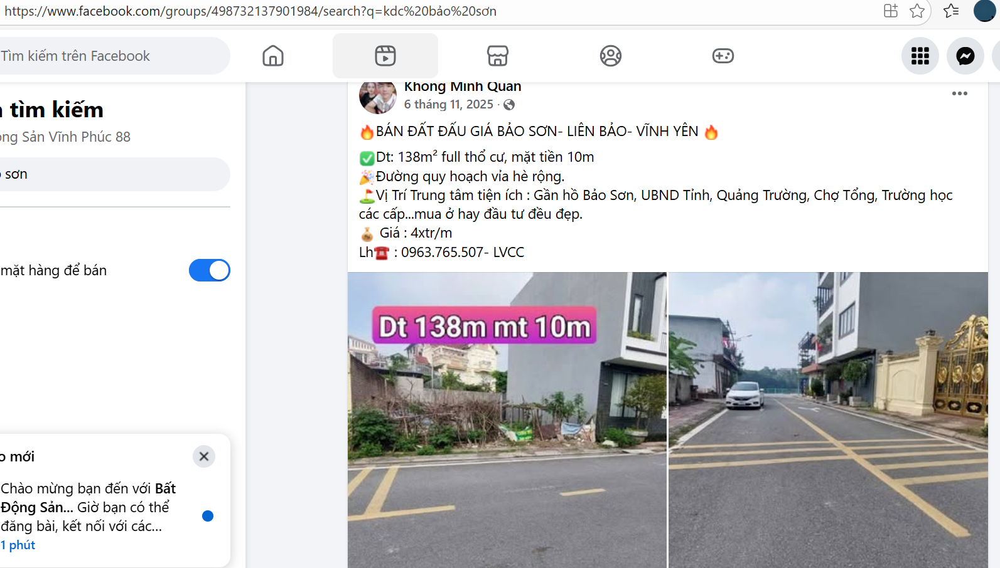 https://www.facebook.com/groups/498732137901984/search?q=kdc%20bảo%20sơn
Tìm kiếm trên Facebook
tìm kiếm
ong Sản Vĩnh Phúc 88
sơn
mặt hàng để bán
o mới
Chào mừng bạn đến với Bất
Động Sản... Giờ bạn có thể
đăng bài, kết nối với các...
1 phút
Khổng Minh Quân
6 tháng 11, 2025 ·
🔥BÁN ĐẤT ĐẤU GIÁ BẢO SƠN- LIÊN BẢO- VĨNH YÊN 🔥
✅Dt: 138m² full thổ cư, mặt tiền 10m
🎉Đường quy hoạch vỉa hè rộng.
⛳Vị Trí Trung tâm tiện ích : Gần hồ Bảo Sơn, UBND Tỉnh, Quảng Trường, Chợ Tổng, Trường học
các cấp...mua ở hay đầu tư đều đẹp.
💰 Giá : 4xtr/m
Lh☎️ : 0963.765.507- LVCC
Dt 138m mt 10m